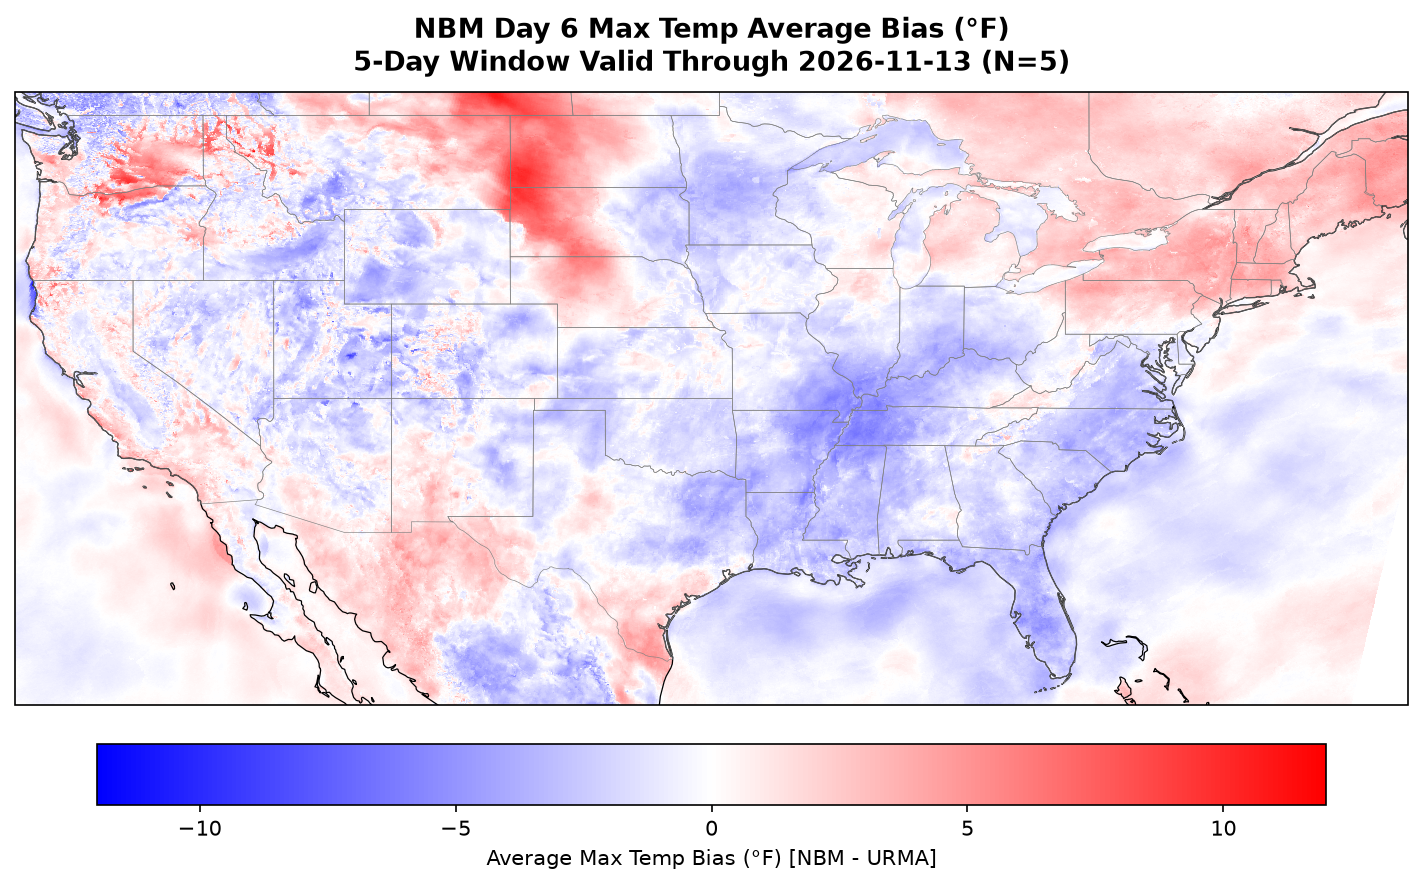 NBM Day 6 Max Temp Average Bias (°F)
5-Day Window Valid Through 2026-11-13 (N=5)
−10 −5 0 5 10
Average Max Temp Bias (°F) [NBM - URMA]